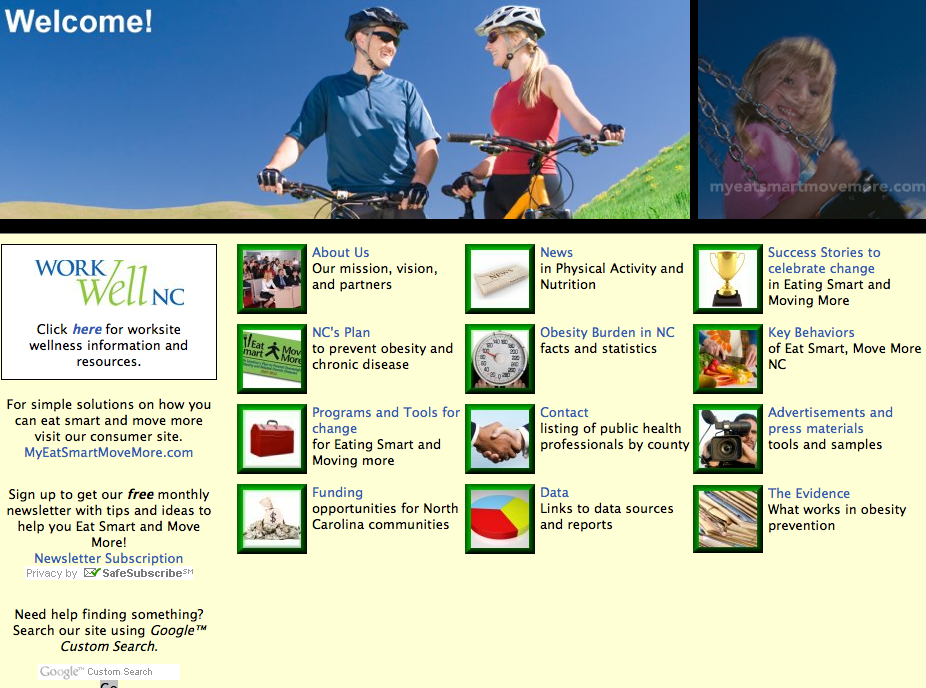 Welcome!
myeatsmartmovemore.com
WORK
Well NC
Click here for worksite
wellness information and
resources.
For simple solutions on how you
can eat smart and move more
visit our consumer site.
MyEatSmartMoveMore.com
Sign up to get our free monthly
newsletter with tips and ideas to
help you Eat Smart and Move
More!
Newsletter Subscription
Privacy by SafeSubscribe℠
Need help finding something?
Search our site using Google™
Custom Search.
Google™ Custom Search
About Us
Our mission, vision,
and partners
News
in Physical Activity and
Nutrition
NEWS
Success Stories to
celebrate change
in Eating Smart and
Moving More
NC's Plan
to prevent obesity and
chronic disease
Eat Mov
mart More
Obesity Burden in NC
facts and statistics
Key Behaviors
of Eat Smart, Move More
NC
Programs and Tools for
change
for Eating Smart and
Moving more
Contact
listing of public health
professionals by county
Advertisements and
press materials
tools and samples
Funding
opportunities for North
Carolina communities
$
Data
Links to data sources
and reports
The Evidence
What works in obesity
prevention